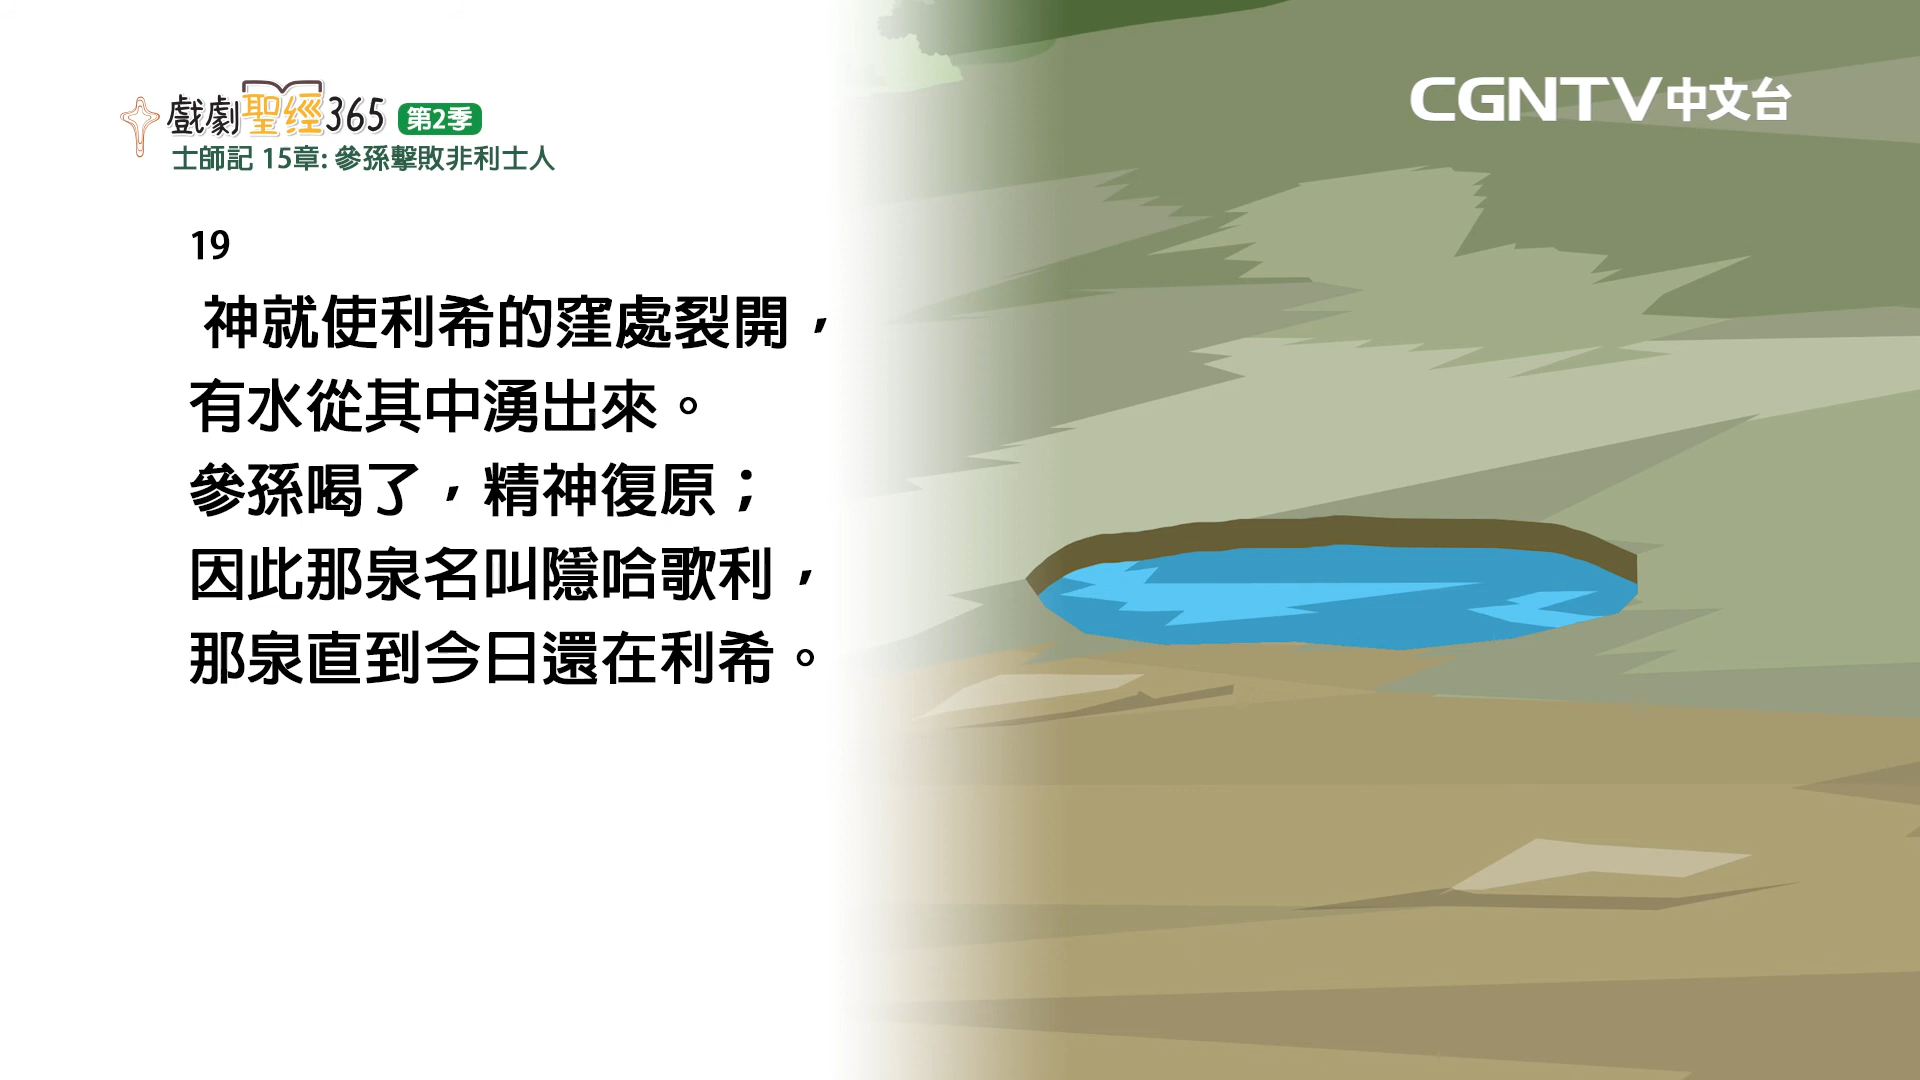 戲劇聖經365 第2季
CGNTV中文台
士師記 15章: 參孫擊敗非利士人
19
神就使利希的窪處裂開，
有水從其中湧出來。
參孫喝了，精神復原；
因此那泉名叫隱哈歌利，
那泉直到今日還在利希。